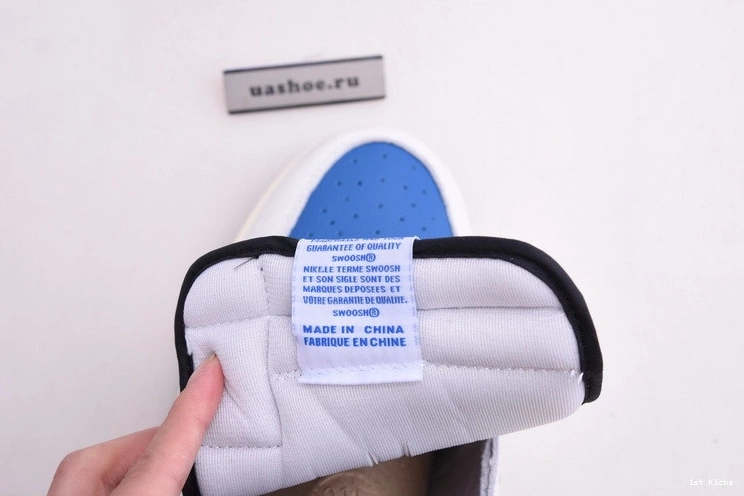 uashoe.ru
GUARANTEE OF QUALITY
SWOOSH®
NIKE.LE TERME SWOOSH
ET SON SIGLE SONT DES
MARQUES DEPOSEES ET
VÔTRE GARANTIE DE QUALITE.
SWOOSH®
MADE IN CHINA
FABRIQUE EN CHINE
1st Kicks